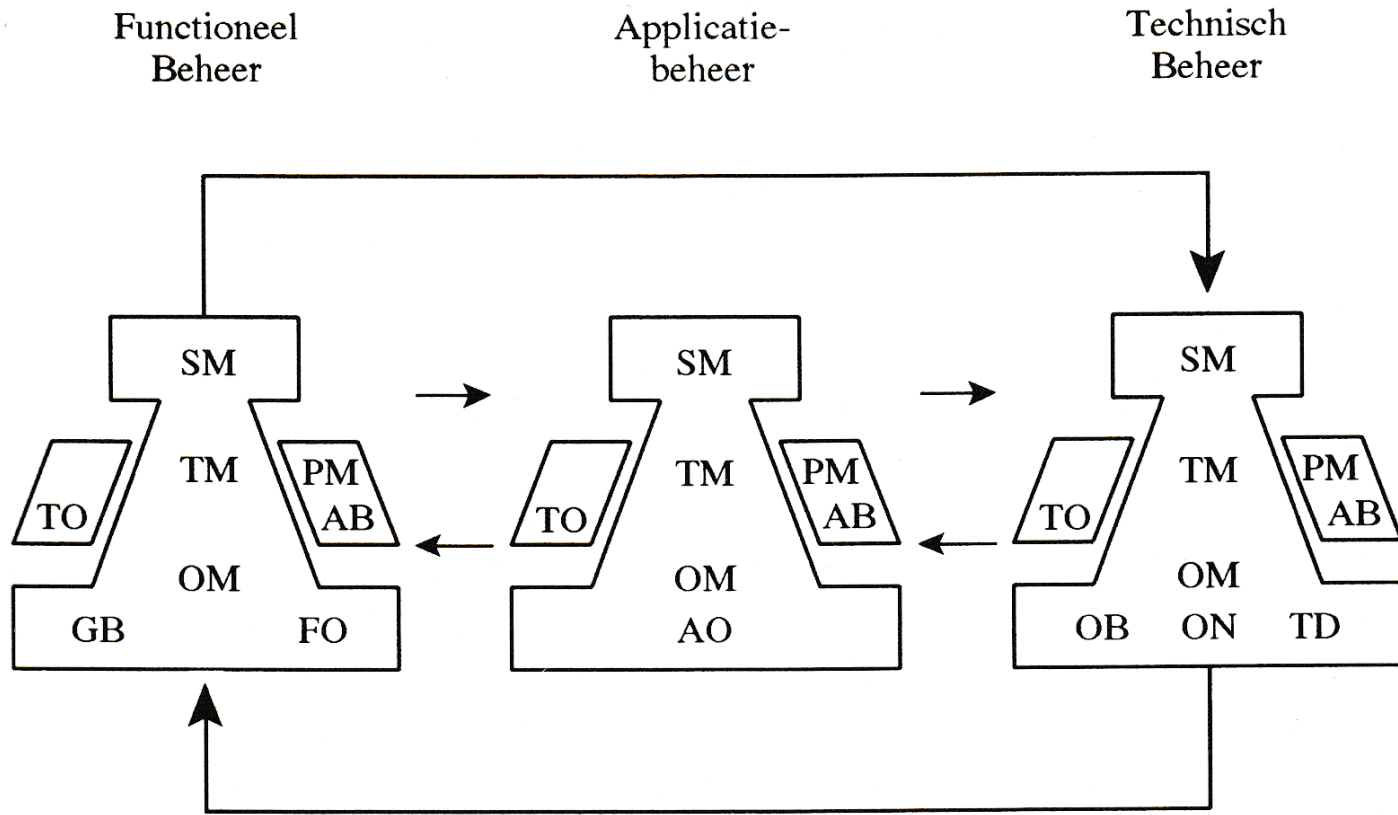 Functioneel
Beheer
Applicatie-
beheer
Technisch
Beheer
SM
TM
TO
PM
AB
OM
GB FO
SM
TM
TO
PM
AB
OM
AO
SM
TM
TO
PM
AB
OM
OB ON TD